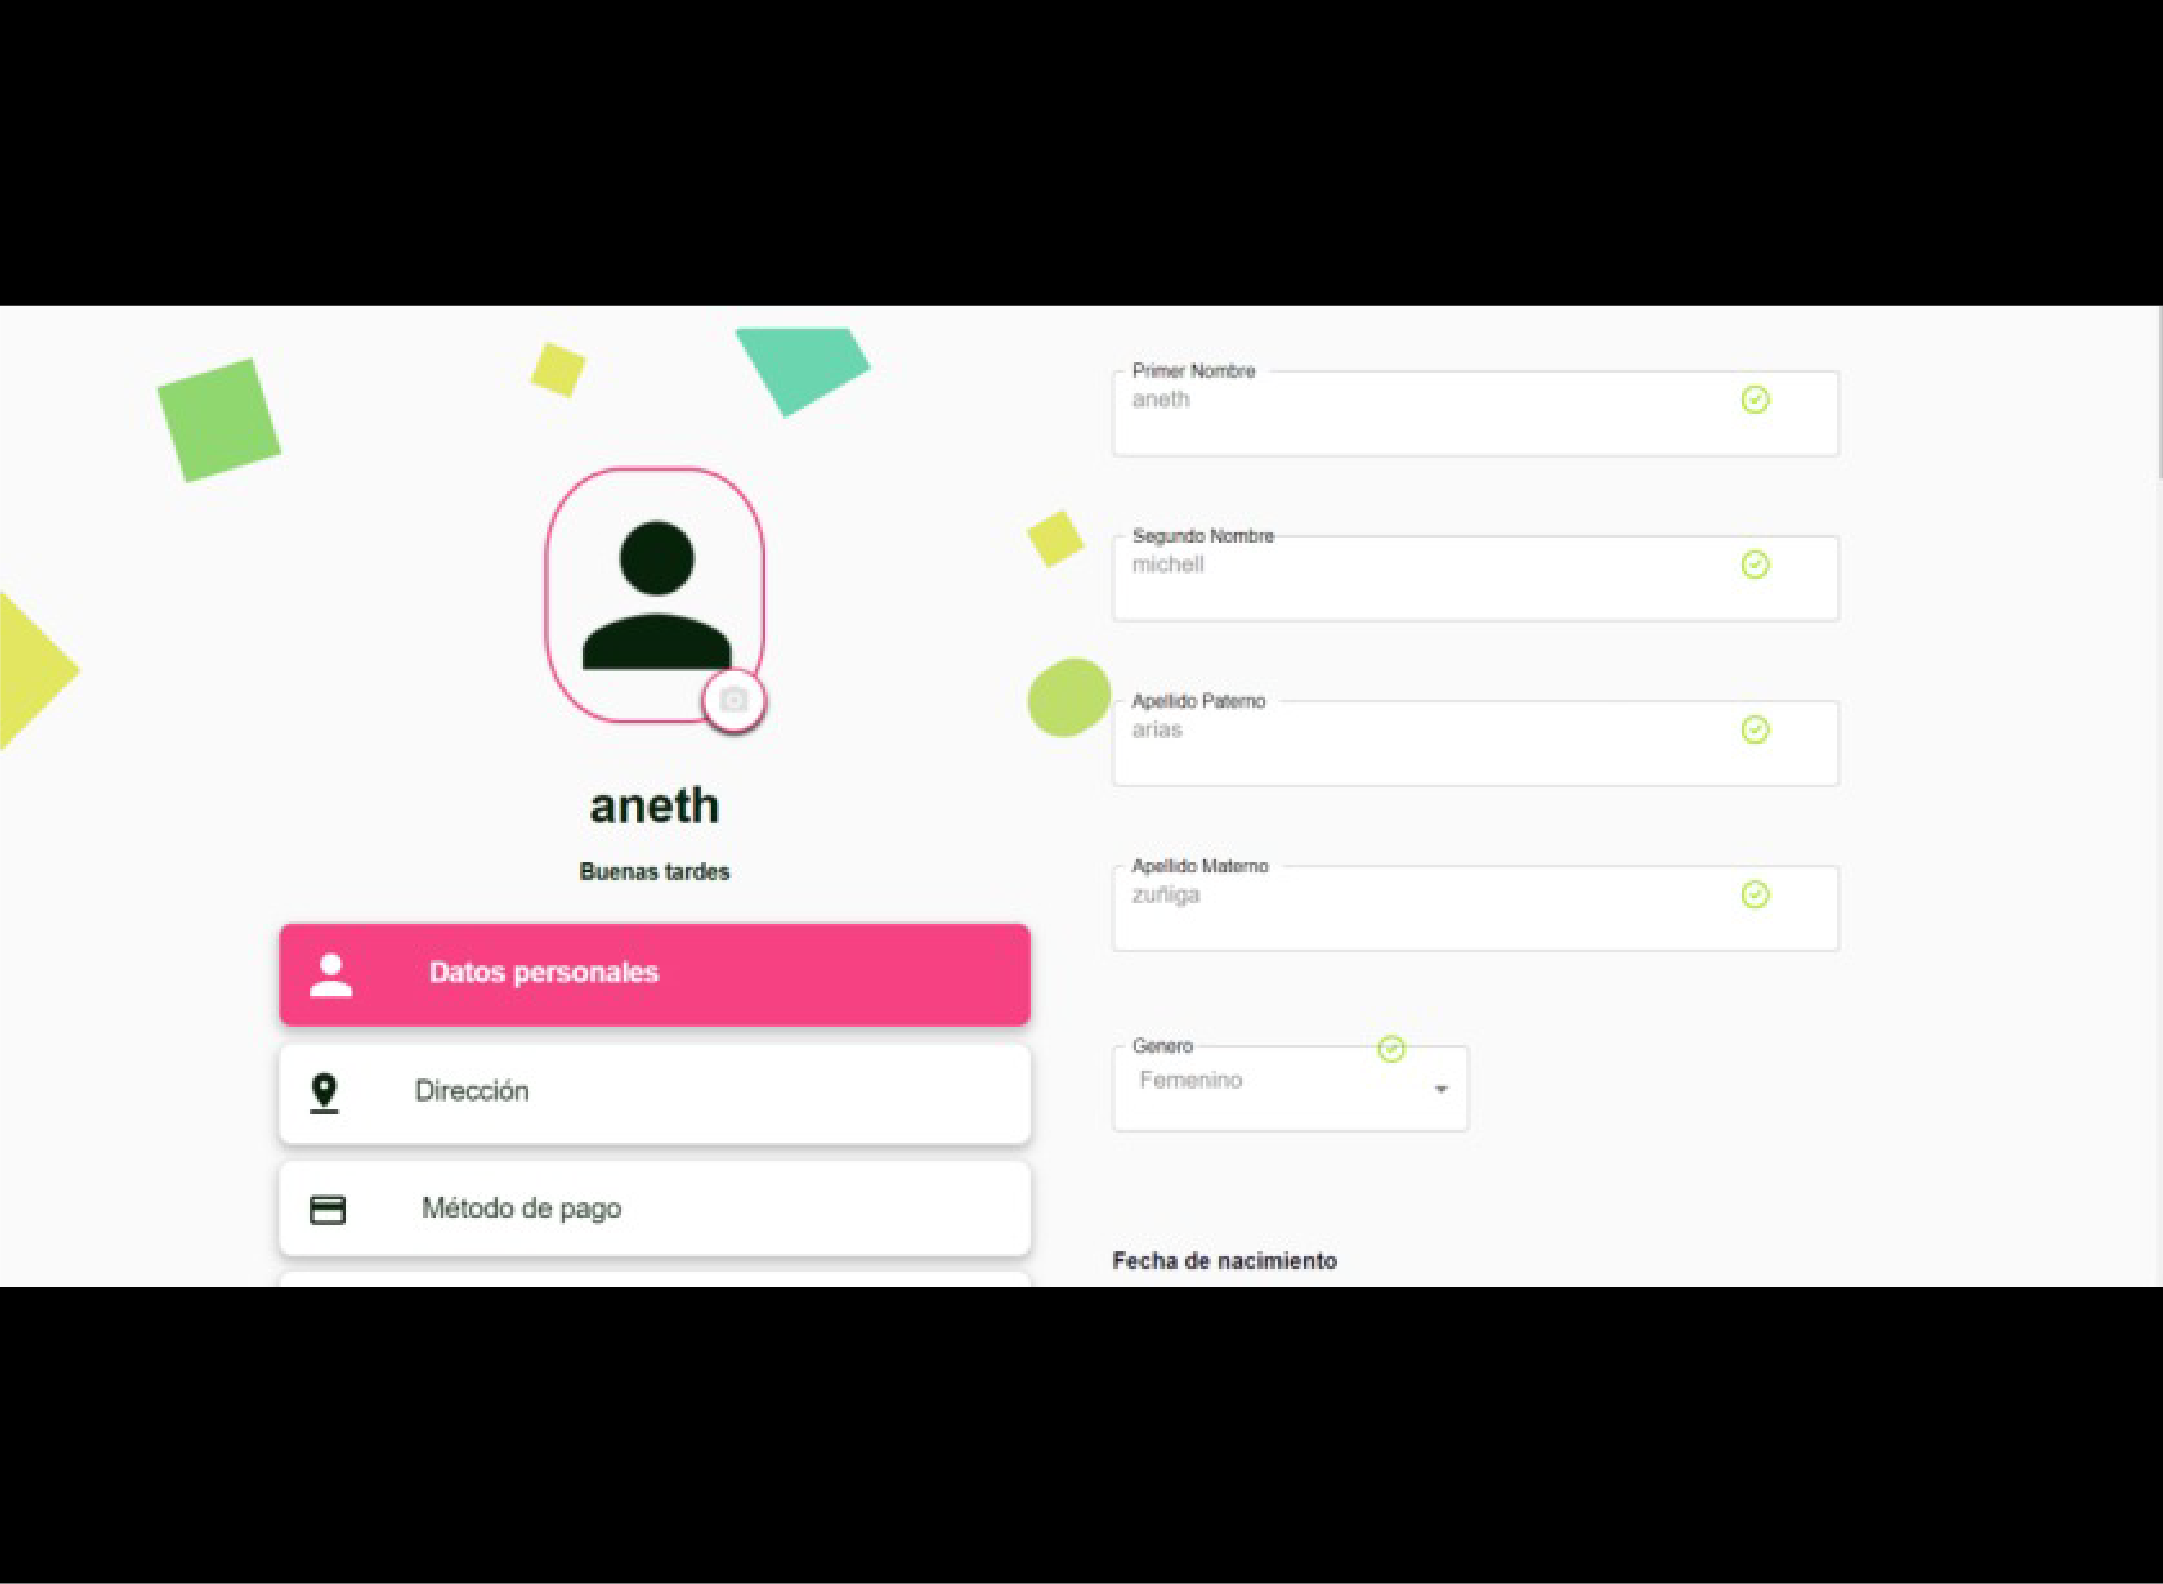 aneth
Buenas tardes
Datos personales
Dirección
Método de pago
Primer Nombre
aneth
Segundo Nombre
michell
Apellido Paterno
arias
Apellido Materno
zuñiga
Genero
Femenino
Fecha de nacimiento